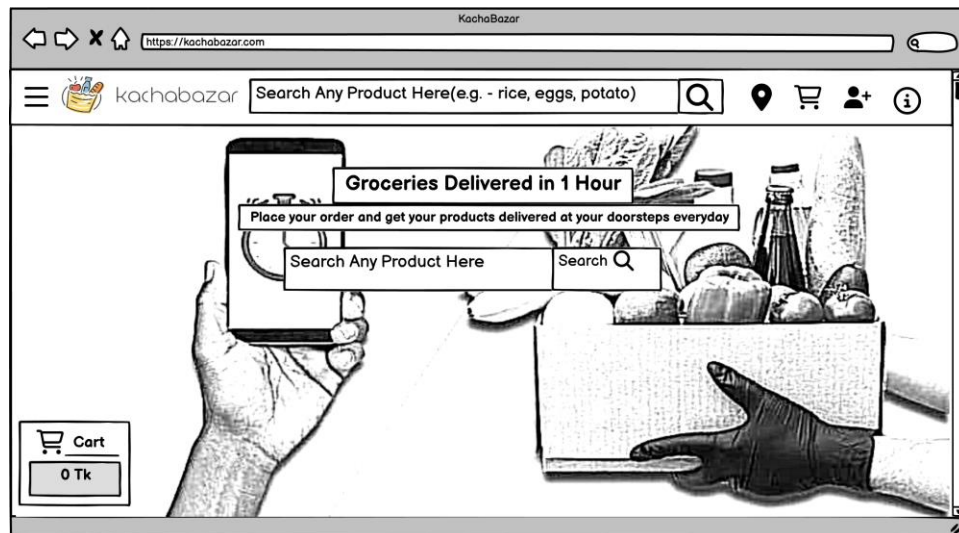 KachaBazar
https://kachabazar.com
kachabazar
Search Any Product Here(e.g. - rice, eggs, potato)
Groceries Delivered in 1 Hour
Place your order and get your products delivered at your doorsteps everyday
Search Any Product Here
Search
Cart
0 Tk